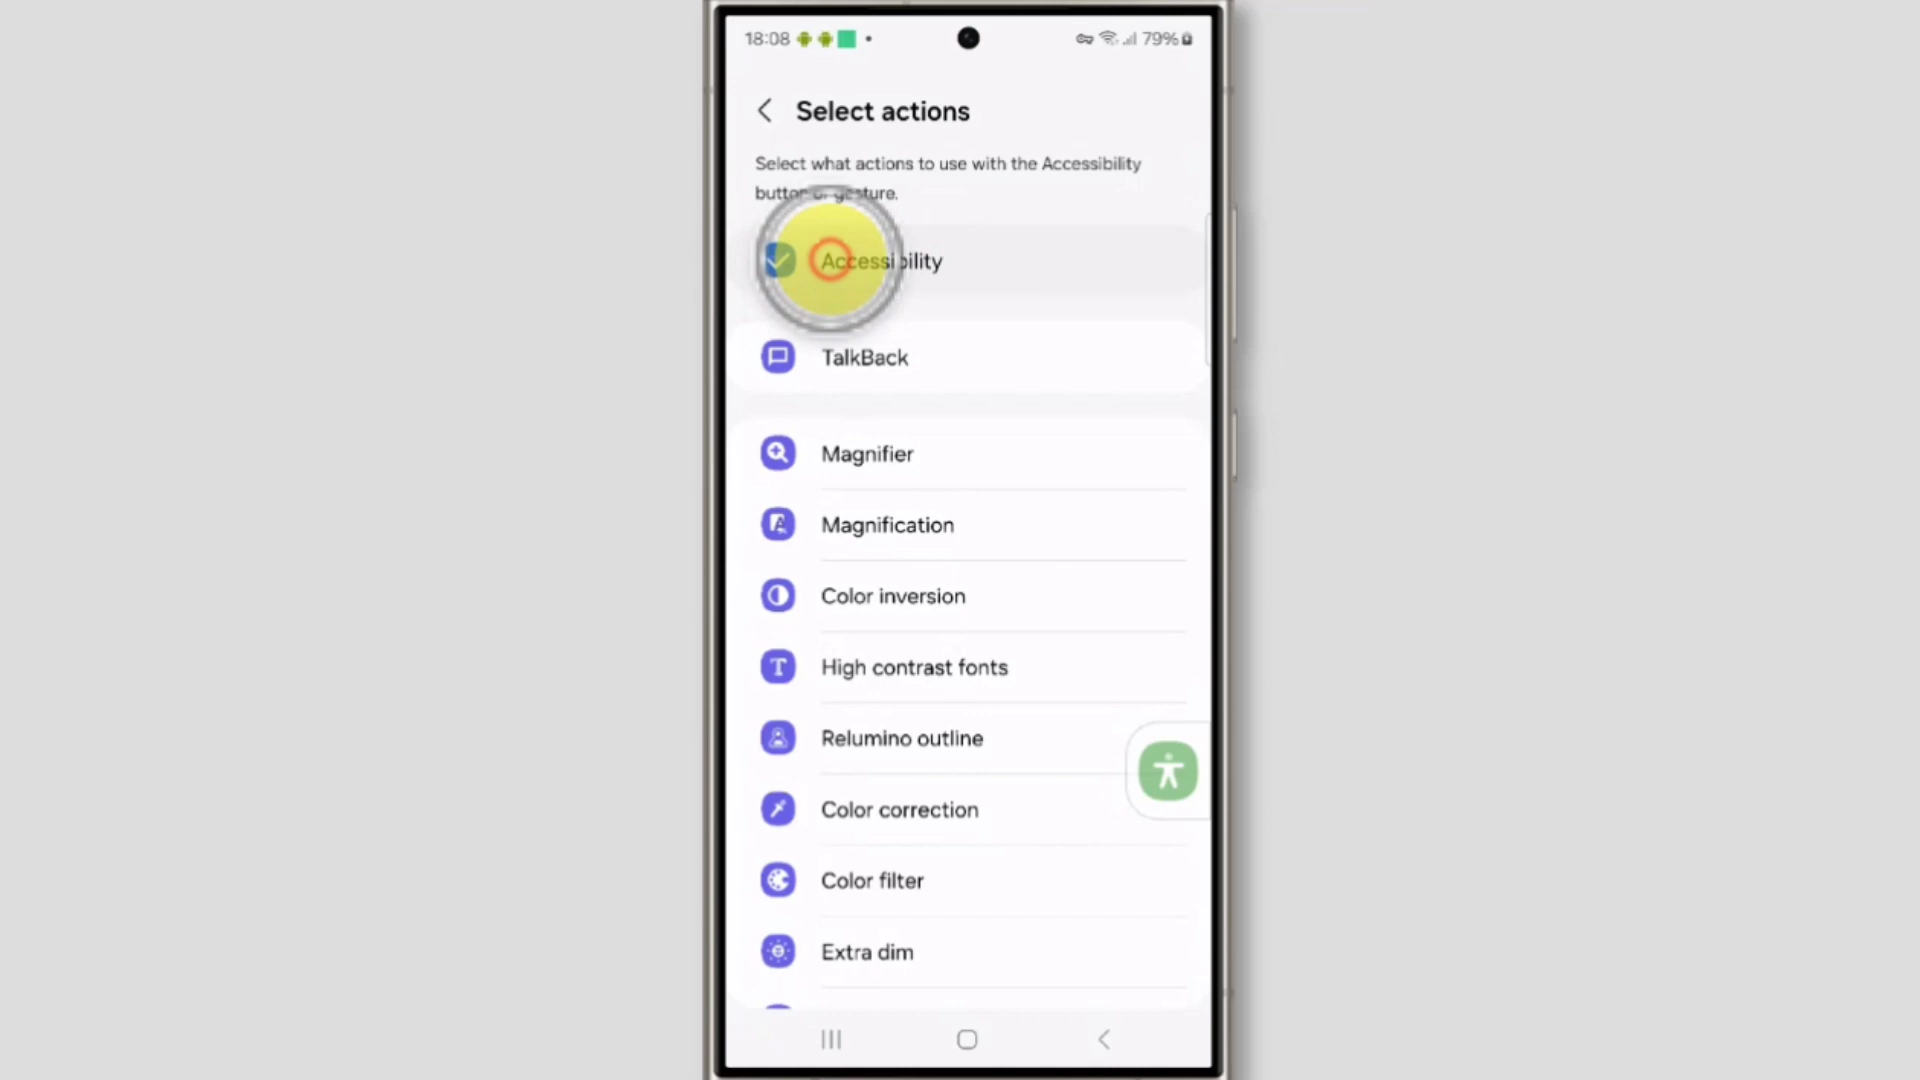 18:08
79%
Select actions
Select what actions to use with the Accessibility
button or gesture.
Accessibility
TalkBack
Magnifier
Magnification
Color inversion
High contrast fonts
Relumino outline
Color correction
Color filter
Extra dim